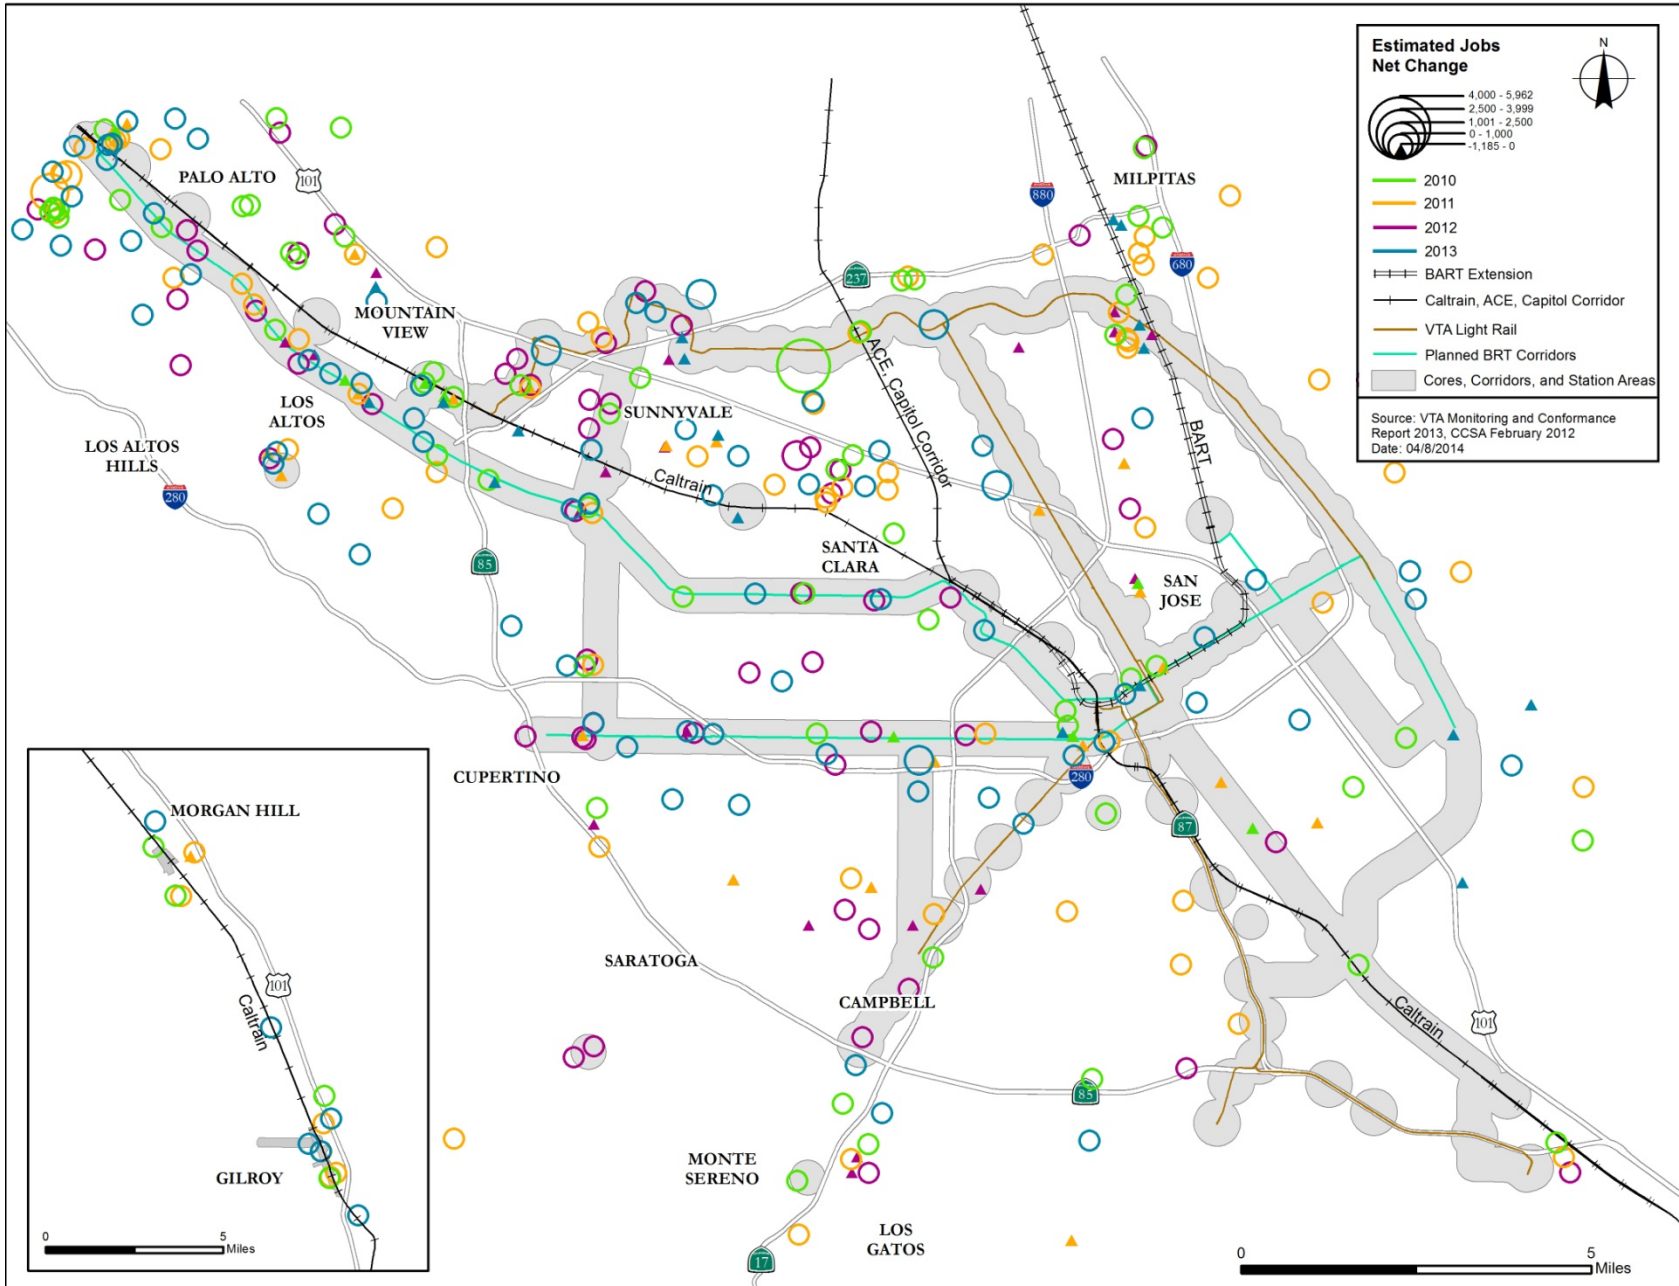 Estimated Jobs
Net Change
N
4,000 - 5,962
2,500 - 3,999
1,001 - 2,500
0 - 1,000
-1,185 - 0
2010
2011
2012
2013
BART Extension
Caltrain, ACE, Capitol Corridor
VTA Light Rail
Planned BRT Corridors
Cores, Corridors, and Station Areas
Source: VTA Monitoring and Conformance
Report 2013, CCSA February 2012
Date: 04/8/2014
PALO ALTO
101
MILPITAS
880
680
237
MOUNTAIN
VIEW
ACE, Capitol Corridor
BART
LOS
ALTOS
SUNNYVALE
LOS ALTOS
HILLS
280
Caltrain
85
SANTA
CLARA
SAN
JOSE
CUPERTINO
280
87
SARATOGA
CAMPBELL
Caltrain
101
85
MONTE
SERENO
LOS
GATOS
17
MORGAN HILL
101
Caltrain
GILROY
0 5
Miles
0 5
Miles